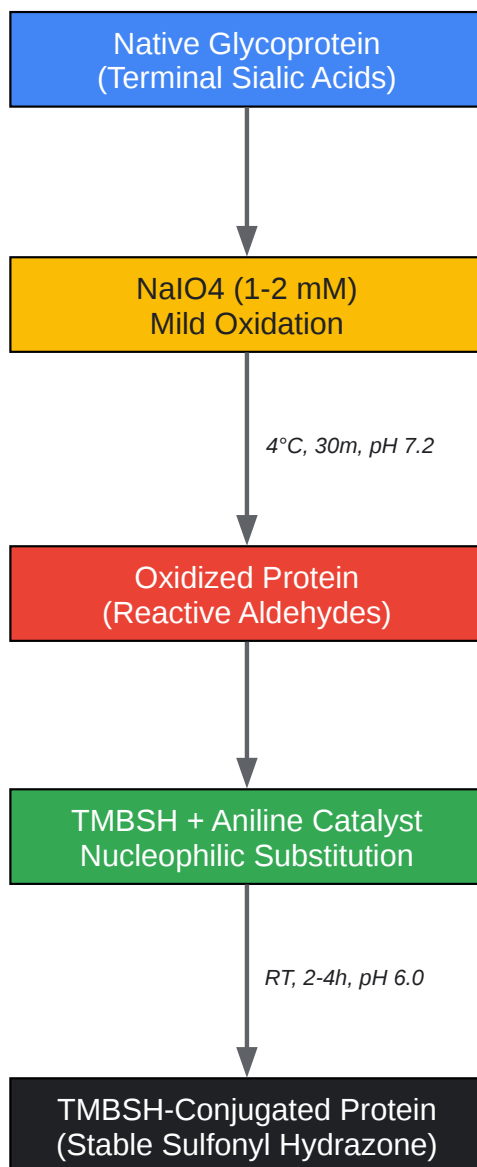 Native Glycoprotein
(Terminal Sialic Acids)
NaIO4 (1-2 mM)
Mild Oxidation
4°C, 30m, pH 7.2
Oxidized Protein
(Reactive Aldehydes)
TMBSH + Aniline Catalyst
Nucleophilic Substitution
RT, 2-4h, pH 6.0
TMBSH-Conjugated Protein
(Stable Sulfonyl Hydrazone)